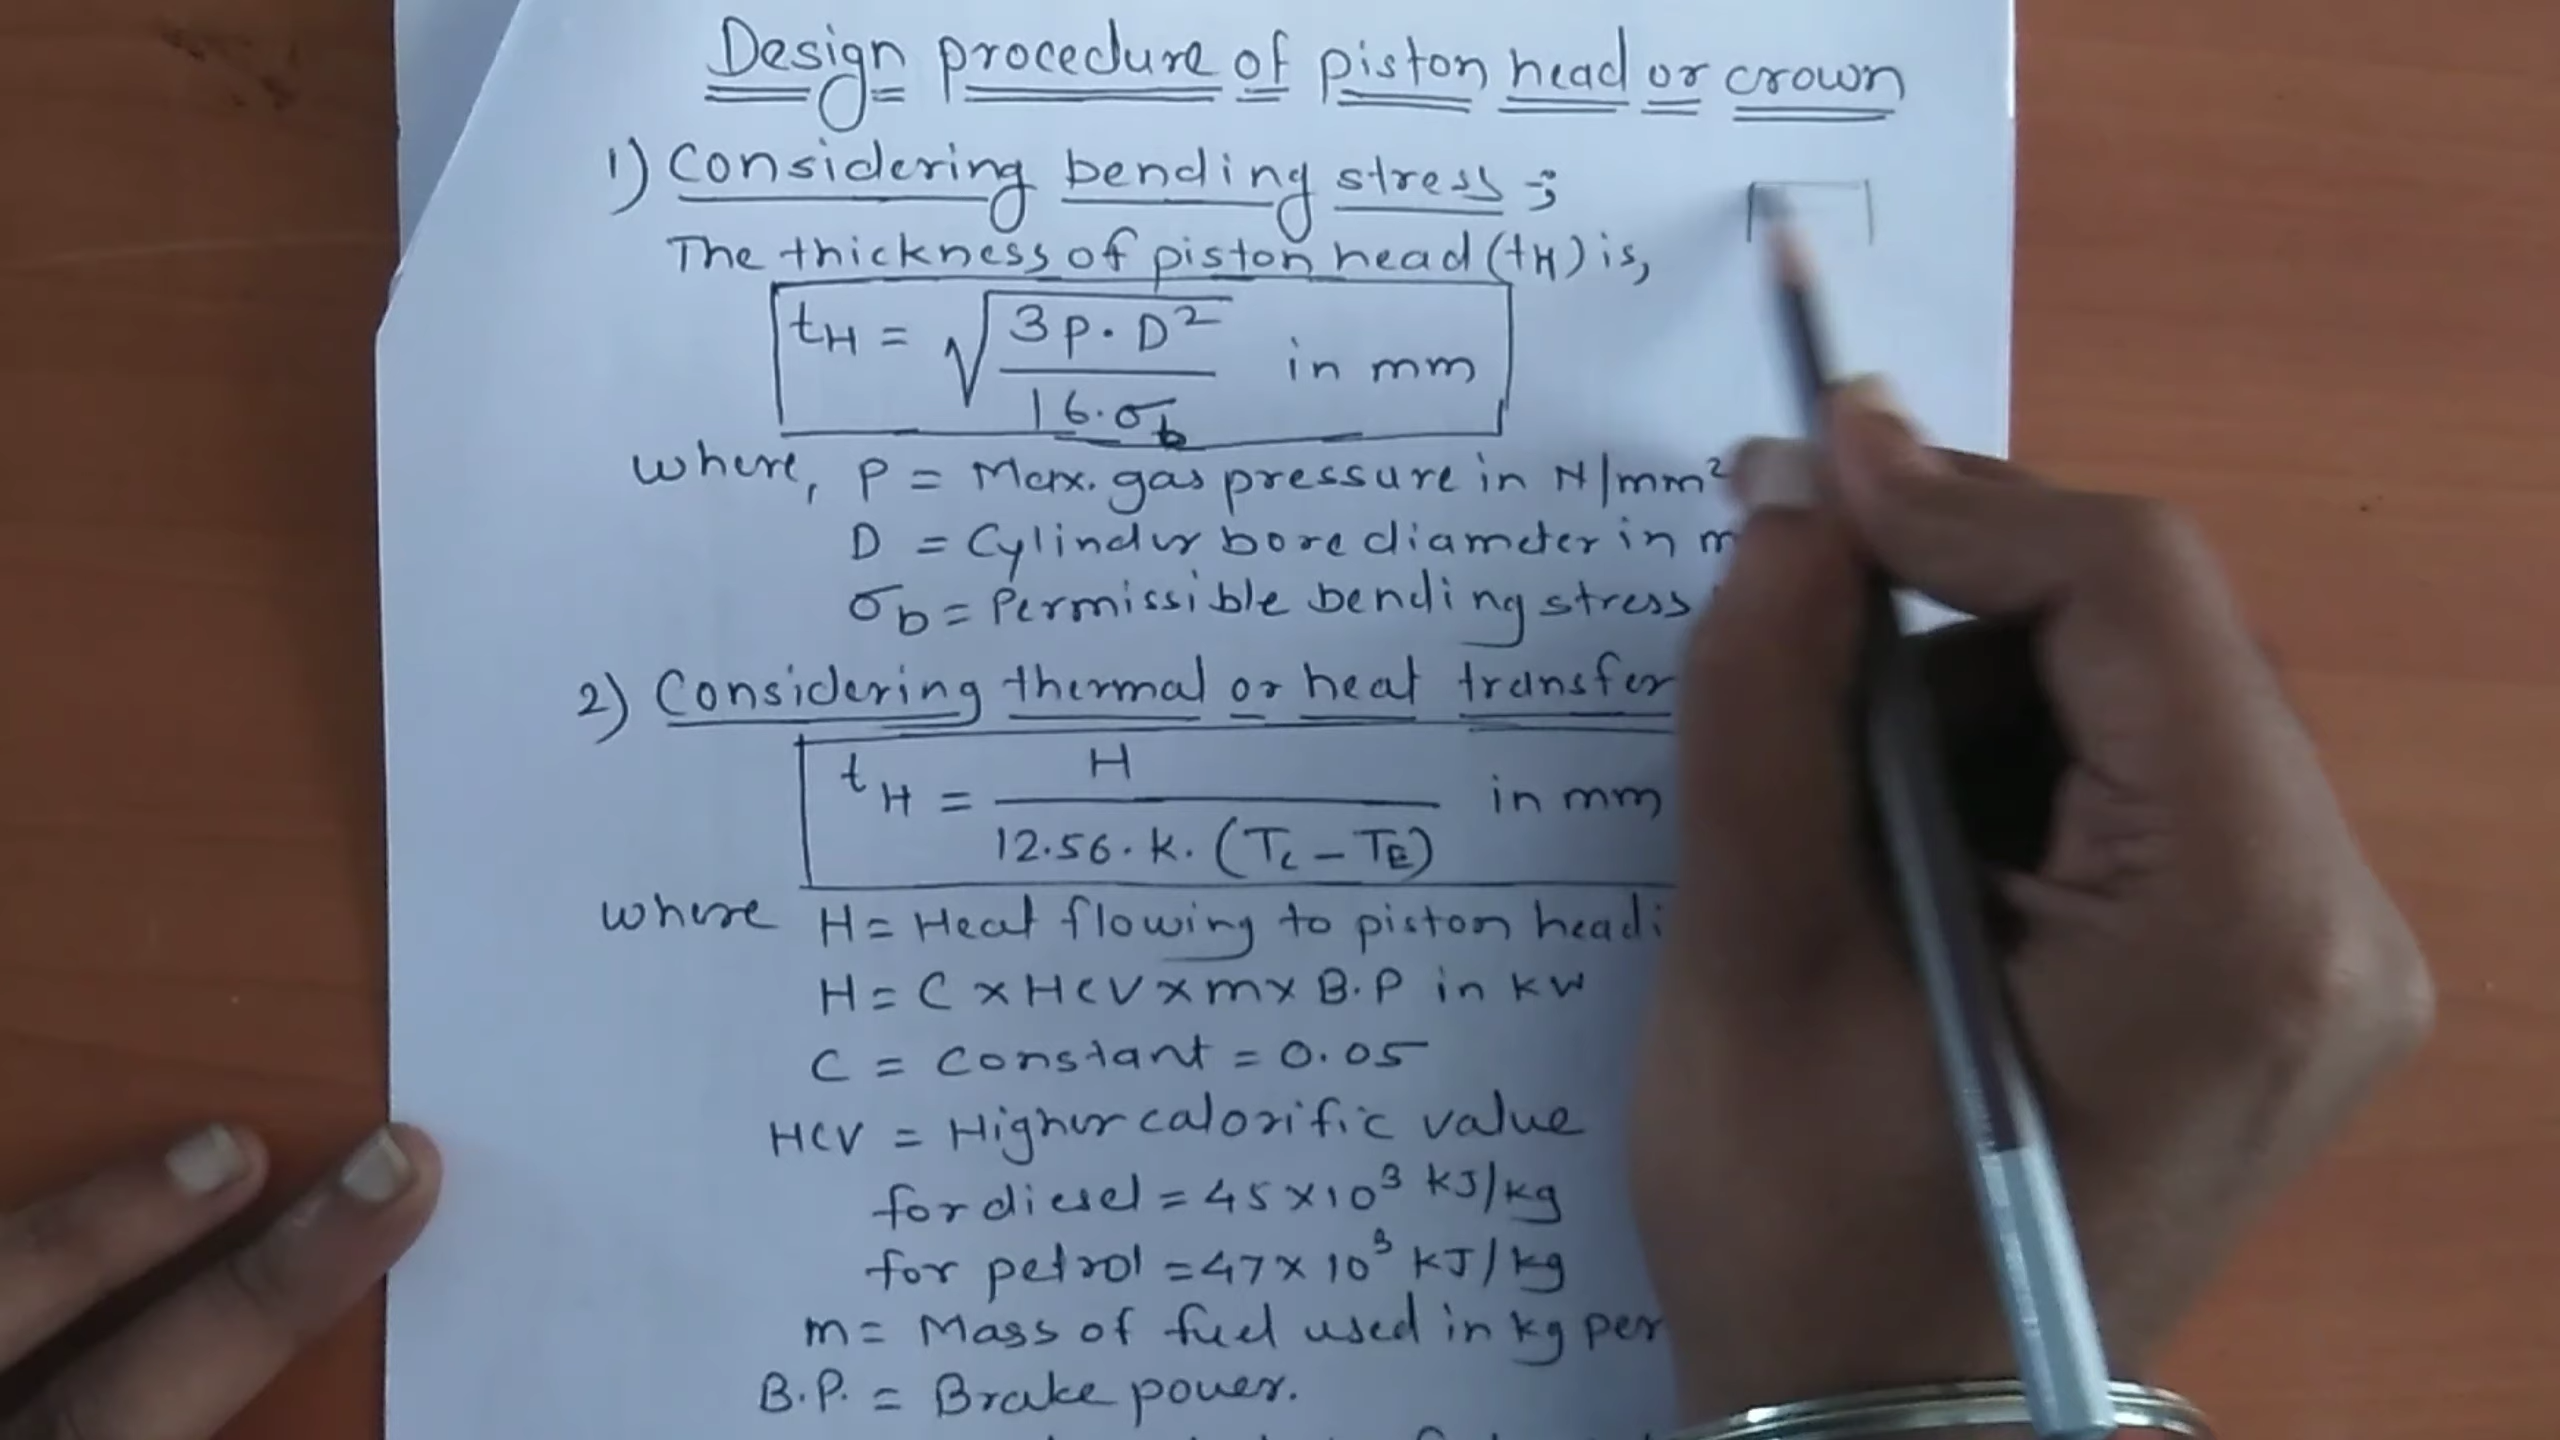 Design procedure of piston head or crown
1) Considering bending stress :-
The thickness of piston head (tH) is,
tH = √(3p·D² / 16·σb) in mm
where, P = Max. gas pressure in N/mm²
D = Cylinder bore diameter in
σb = Permissible bending stress
2) Considering thermal or heat transfer
tH = H / 12.56·k·(Tc – TE) in mm
where H = Heat flowing to piston head
H = C × HCV × m × B.P in kw
C = Constant = 0.05
HCV = Higher calorific value
for diesel = 45×10³ kJ/kg
for petrol = 47×10³ kJ/kg
m = Mass of fuel used in kg per
B.P. = Brake power.